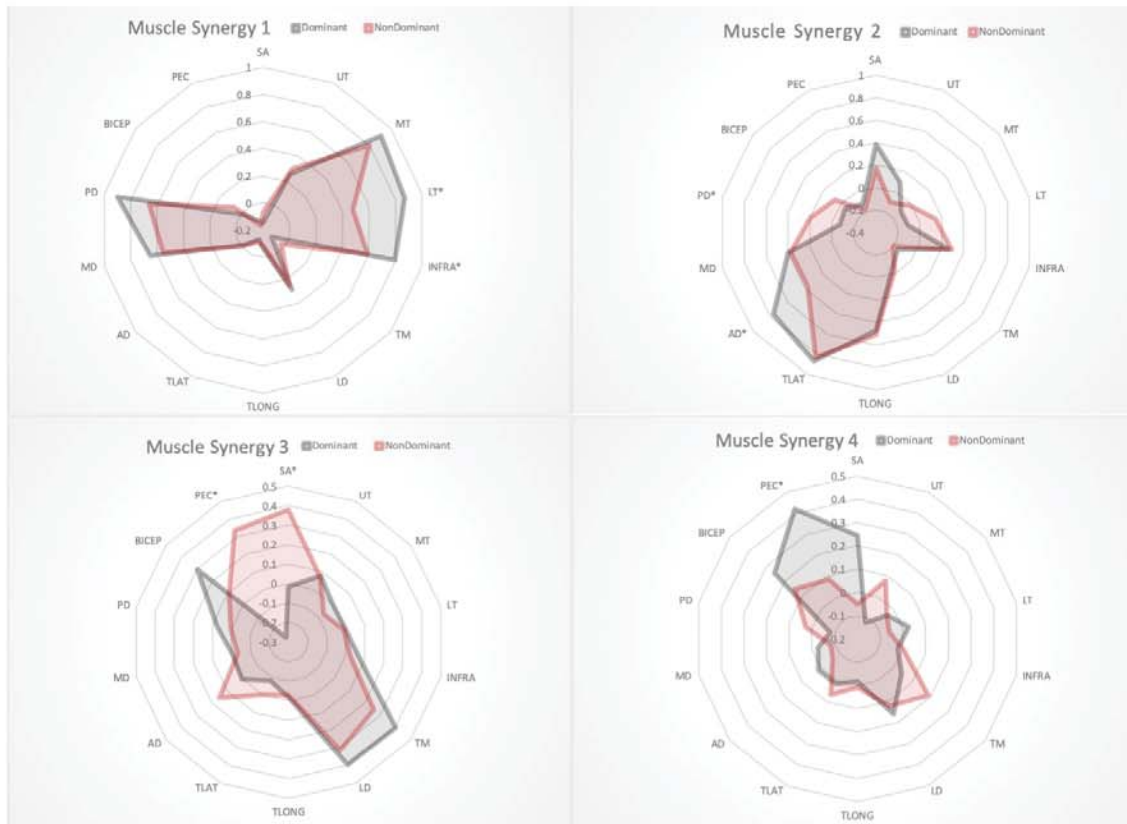 Muscle Synergy 1
Dominant NonDominant
SA
UT
MT
LT*
INFRA*
TM
LD
TLONG
TLAT
AD
MD
PD
BICEP
PEC
1
0.8
0.6
0.4
0.2
0
-0.2
Muscle Synergy 2
Dominant NonDominant
SA
UT
MT
LT
INFRA
TM
LD
TLONG
TLAT
AD*
MD
PD*
BICEP
PEC
1
0.8
0.6
0.4
0.2
0
-0.2
-0.4
Muscle Synergy 3
Dominant NonDominant
SA*
UT
MT
LT
INFRA
TM
LD
TLONG
TLAT
AD
MD
PD
BICEP
PEC*
0.5
0.4
0.3
0.2
0.1
0
-0.1
-0.2
-0.3
Muscle Synergy 4
Dominant NonDominant
SA
UT
MT
LT
INFRA
TM
LD
TLONG
TLAT
AD
MD
PD
BICEP
PEC*
0.5
0.4
0.3
0.2
0.1
0
-0.1
-0.2